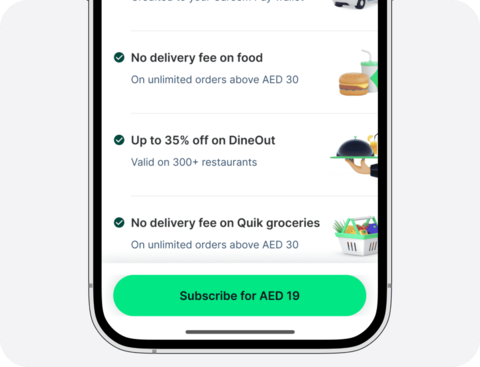 No delivery fee on food
On unlimited orders above AED 30
Up to 35% off on DineOut
Valid on 300+ restaurants
No delivery fee on Quik groceries
On unlimited orders above AED 30
Subscribe for AED 19